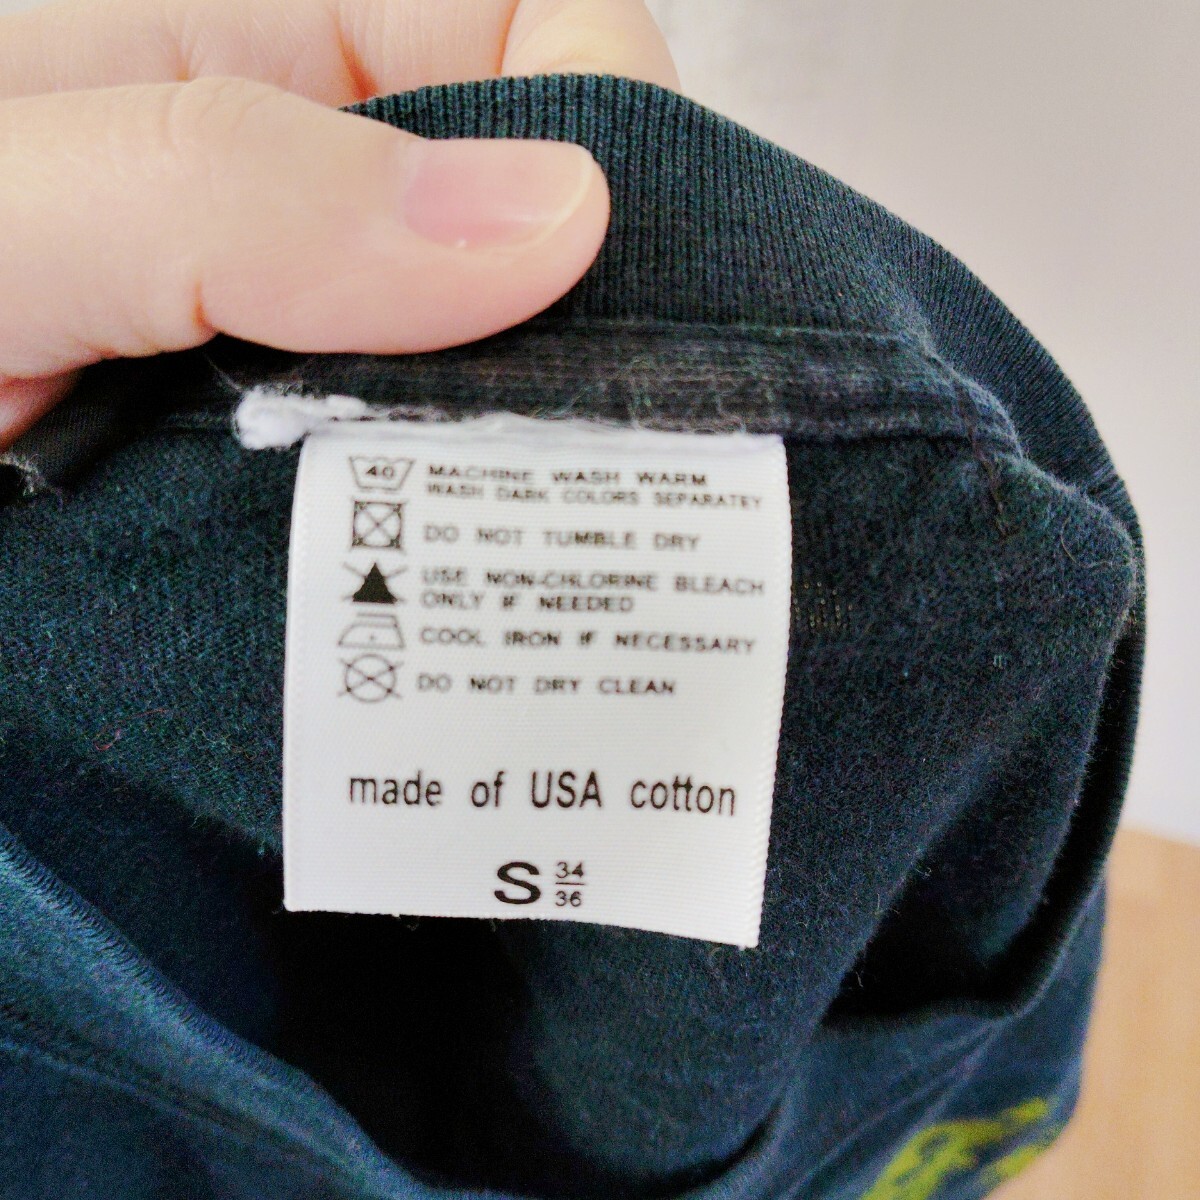 40 MACHINE WASH WARM
WASH DARK COLORS SEPARATEY
DO NOT TUMBLE DRY
USE NON-CHLORINE BLEACH
ONLY IF NEEDED
COOL IRON IF NECESSARY
DO NOT DRY CLEAN
made of USA cotton
S 34
36